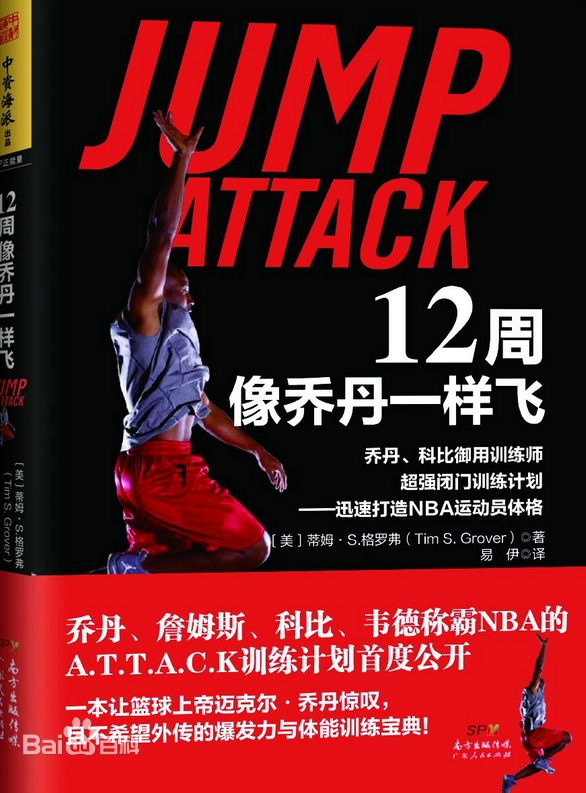 JUMP
ATTACK
12周
像乔丹一样飞
乔丹、科比御用训练师
超强闭门训练计划
——迅速打造NBA运动员体格
[美]蒂姆·S.格罗弗(Tim S. Grover)◎著
易 伊◎译
乔丹、詹姆斯、科比、韦德称霸NBA的
A.T.T.A.C.K训练计划首度公开
一本让篮球上帝迈克尔·乔丹惊叹,
且不希望外传的爆发力与体能训练宝典!
SPM
南方出版传媒
广东人民出版社
Bai百科
中资海派
出品
正能量
12周 像乔丹一样飞
JUMP
ATTACK
[美]蒂姆·S.格罗弗
(Tim S. Grover)
SPM
南方出版传媒